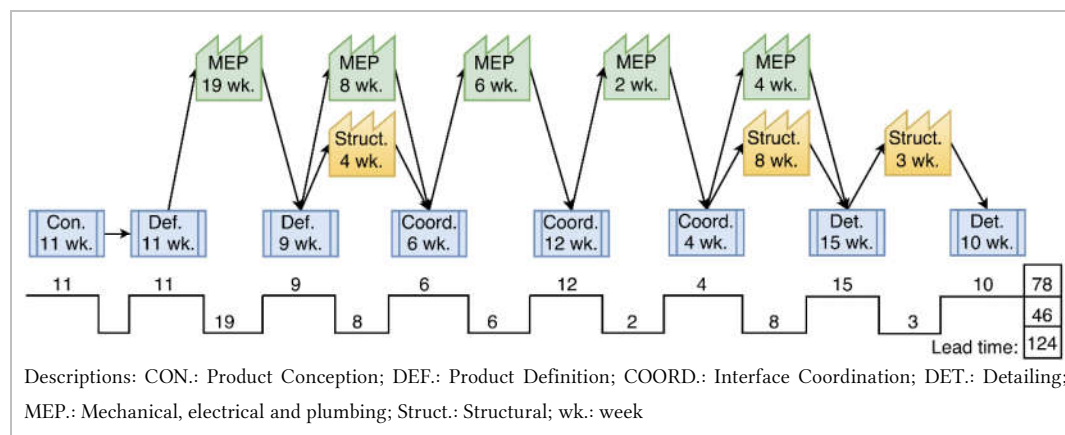 MEP
19 wk.
MEP
8 wk.
MEP
6 wk.
MEP
2 wk.
MEP
4 wk.
Struct.
4 wk.
Struct.
8 wk.
Struct.
3 wk.
Con.
11 wk.
Def.
11 wk.
Def.
9 wk.
Coord.
6 wk.
Coord.
12 wk.
Coord.
4 wk.
Det.
15 wk.
Det.
10 wk.
11 11 9 6 12 4 15 10 78
19 8 6 2 8 3 46
Lead time: 124
Descriptions: CON.: Product Conception; DEF.: Product Definition; COORD.: Interface Coordination; DET.: Detailing;
MEP.: Mechanical, electrical and plumbing; Struct.: Structural; wk.: week